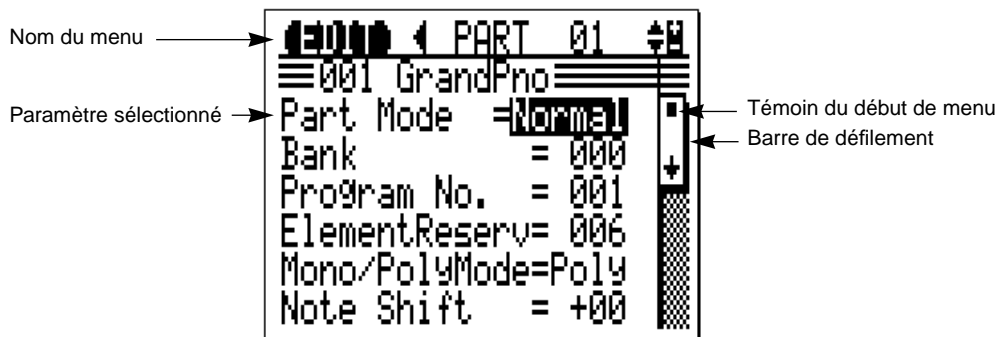 Nom du menu
PART 01
001 GrandPno
Paramètre sélectionné
Part Mode =Normal
Témoin du début de menu
Barre de défilement
Bank = 000
Program No. = 001
ElementReserv= 006
Mono/PolyMode=Poly
Note Shift = +00